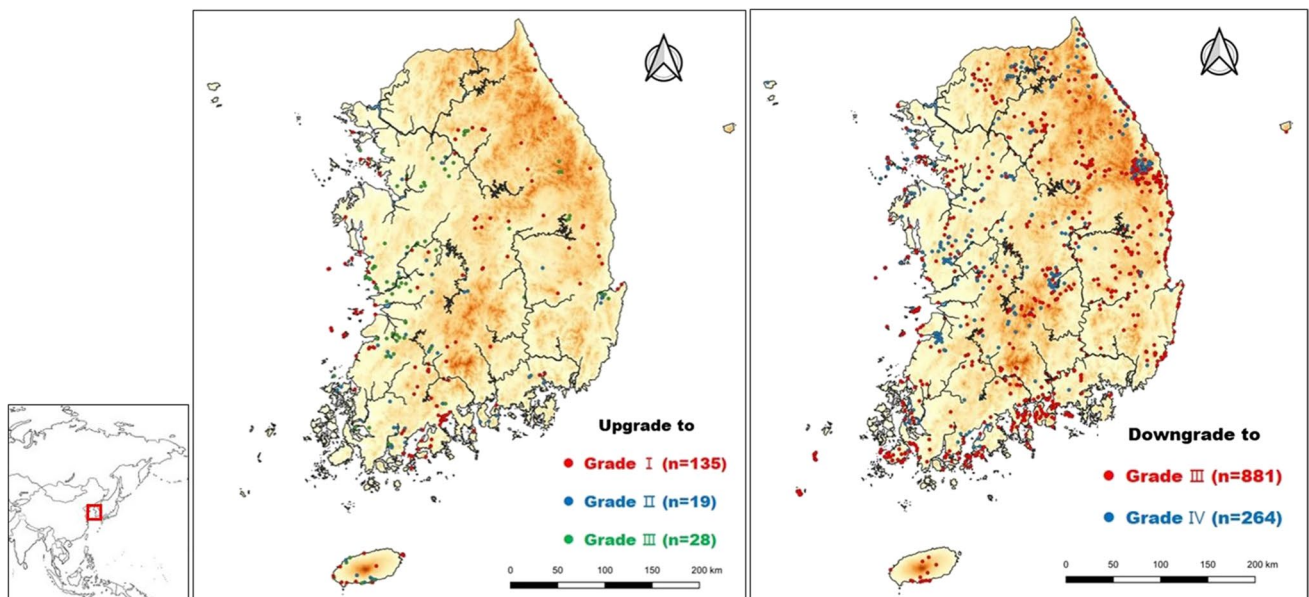 Upgrade to
Grade Ⅰ (n=135)
Grade Ⅱ (n=19)
Grade Ⅲ (n=28)
0 50 100 150 200 km
Downgrade to
Grade Ⅲ (n=881)
Grade Ⅳ (n=264)
0 50 100 150 200 km